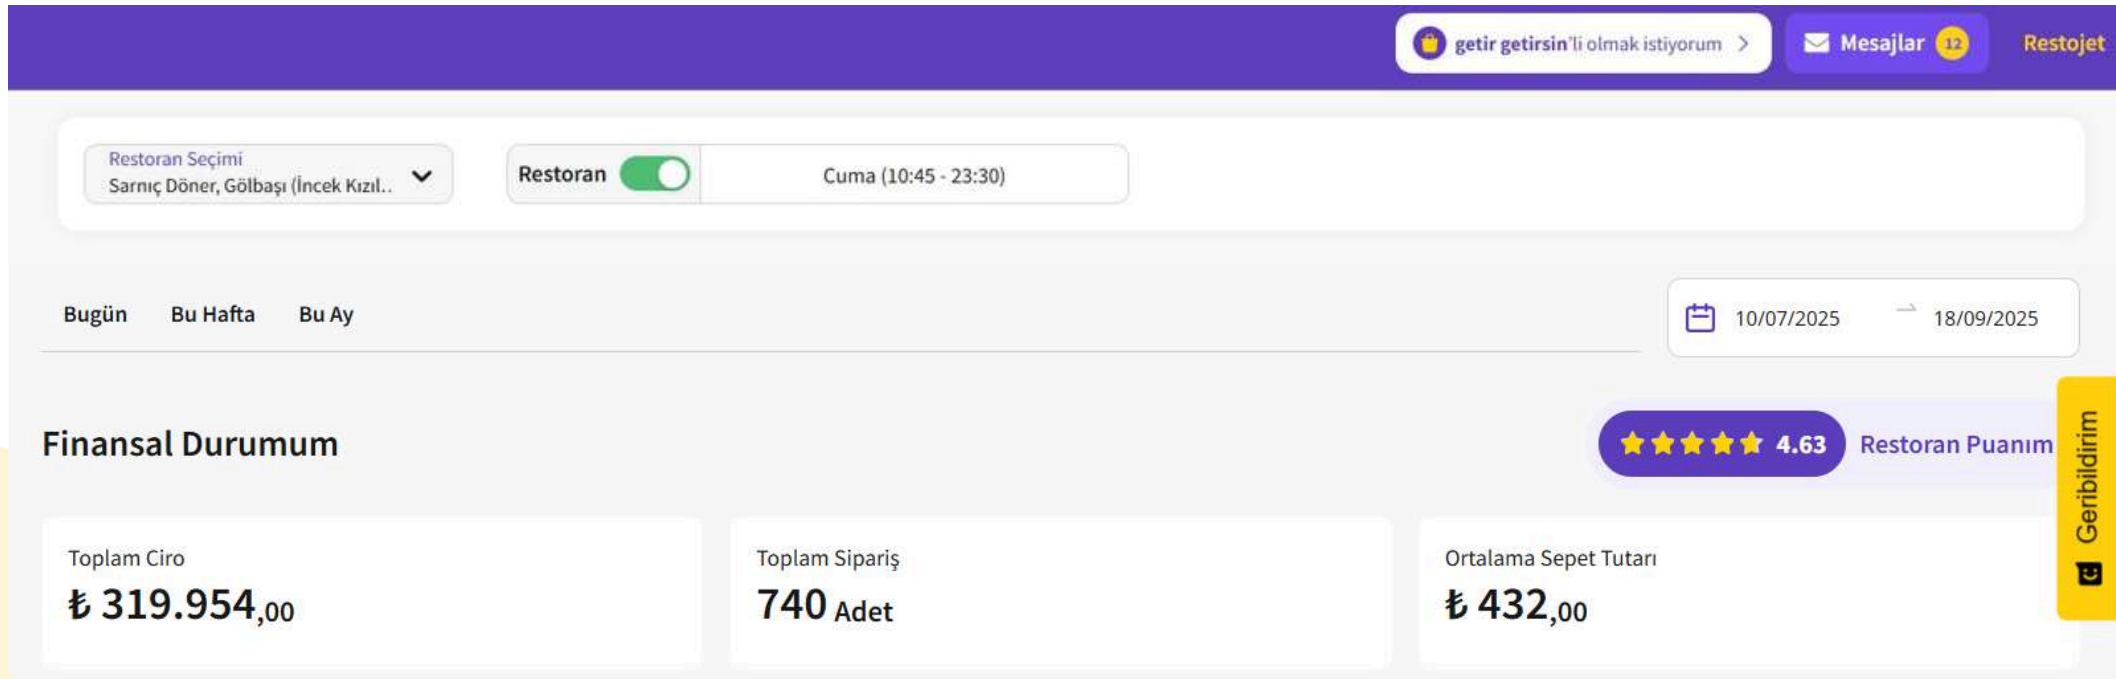 getir getirsin'li olmak istiyorum
Mesajlar 12
Restojet
Restoran Seçimi
Sarnıç Döner, Gölbaşı (İncek Kızıl..
Restoran
Cuma (10:45 - 23:30)
Bugün Bu Hafta Bu Ay
10/07/2025 → 18/09/2025
Finansal Durumum
4.63 Restoran Puanım
Geribildirim
Toplam Ciro
₺ 319.954,00
Toplam Sipariş
740 Adet
Ortalama Sepet Tutarı
₺ 432,00